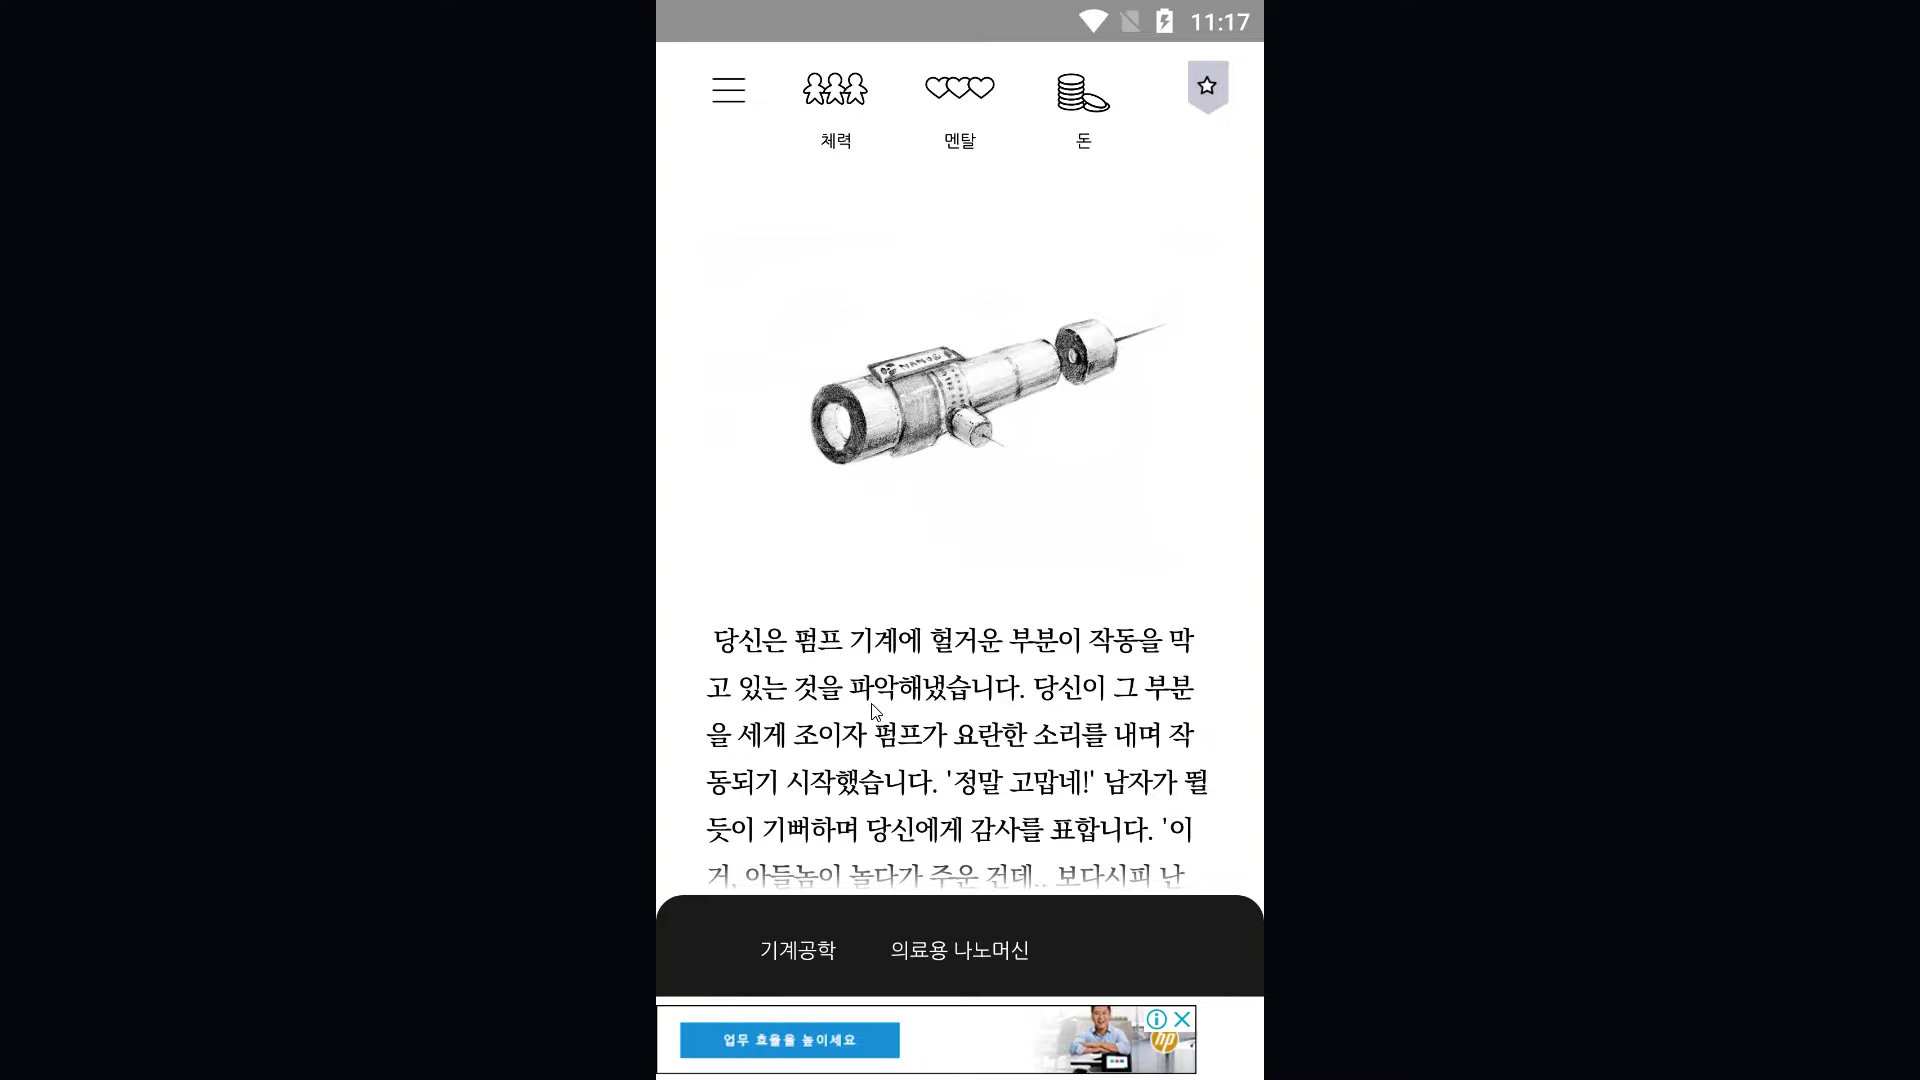 11:17
체력
멘탈
돈
NANO
당신은 펌프 기계에 헐거운 부분이 작동을 막
고 있는 것을 파악해냈습니다. 당신이 그 부분
을 세게 조이자 펌프가 요란한 소리를 내며 작
동되기 시작했습니다. '정말 고맙네!' 남자가 뛸
듯이 기뻐하며 당신에게 감사를 표합니다. '이
거, 아들놈이 놀다가 주운 건데.. 보다시피 난
기계공학
의료용 나노머신
업무 효율을 높이세요
hp